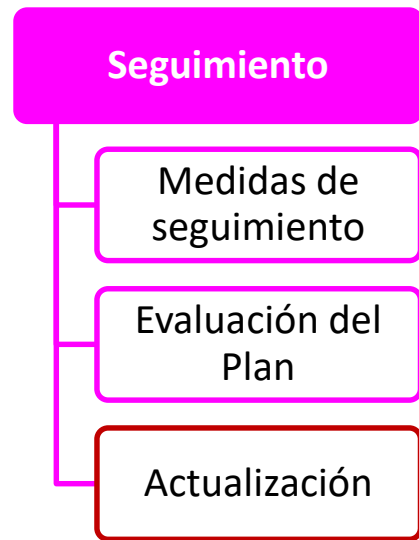 Seguimiento
Medidas de
seguimiento
Evaluación del
Plan
Actualización